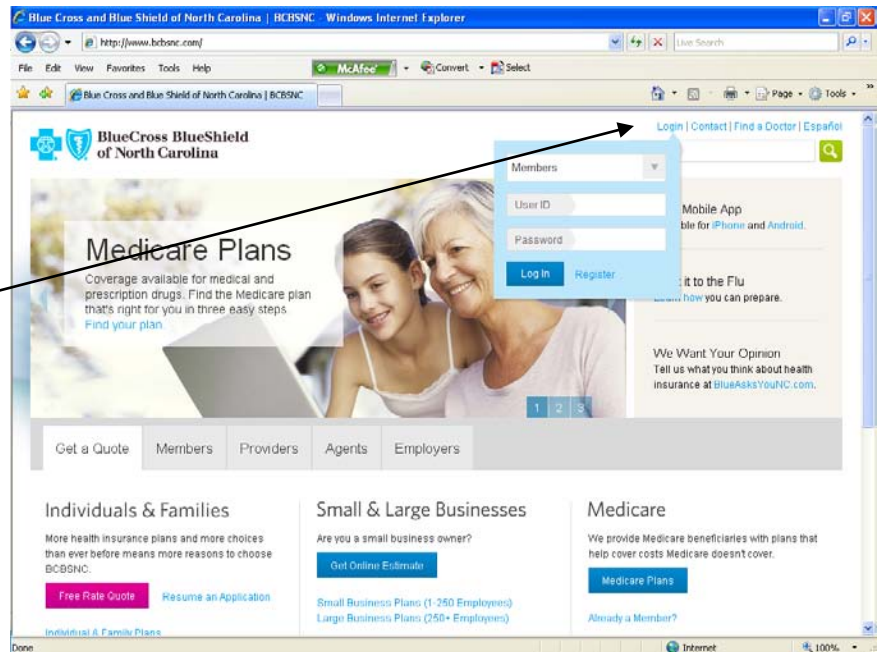 Blue Cross and Blue Shield of North Carolina | BCBSNC - Windows Internet Explorer
http://www.bcbsnc.com/
Live Search
File Edit View Favorites Tools Help
McAfee
Convert
Select
Blue Cross and Blue Shield of North Carolina | BCBSNC
Page
Tools
»
BlueCross BlueShield
of North Carolina
Login | Contact | Find a Doctor | Español
Members
User ID
Password
Log In
Register
Medicare Plans
Coverage available for medical and
prescription drugs. Find the Medicare plan
that's right for you in three easy steps.
Find your plan.
1 2 3
Mobile App
ble for iPhone and Android.
it to the Flu
how you can prepare.
We Want Your Opinion
Tell us what you think about health
insurance at BlueAsksYouNC.com.
Get a Quote
Members
Providers
Agents
Employers
Individuals & Families
More health insurance plans and more choices
than ever before means more reasons to choose
BCBSNC.
Free Rate Quote
Resume an Application
Individual & Family Plans
Small & Large Businesses
Are you a small business owner?
Get Online Estimate
Small Business Plans (1-250 Employees)
Large Business Plans (250+ Employees)
Medicare
We provide Medicare beneficiaries with plans that
help cover costs Medicare doesn't cover.
Medicare Plans
Already a Member?
Done
Internet
100%